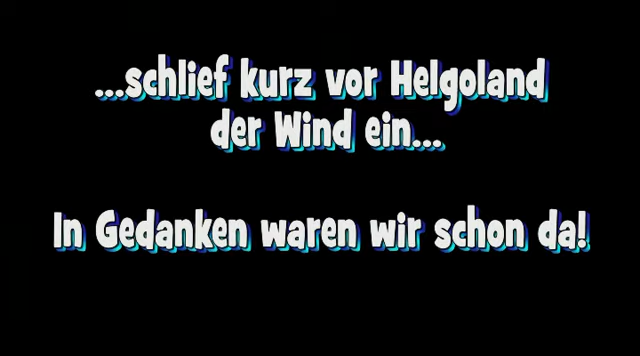 ...schlief kurz vor Helgoland
der Wind ein...
In Gedanken waren wir schon da!